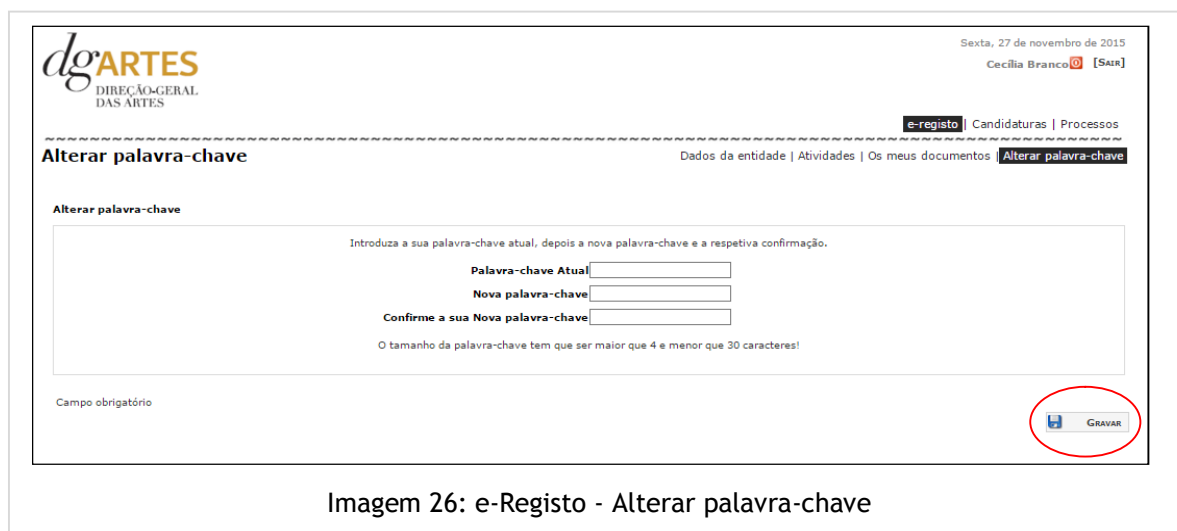 Sexta, 27 de novembro de 2015
dgARTES
Cecília Branco [SAIR]
DIREÇÃO-GERAL
DAS ARTES
e-registo | Candidaturas | Processos
Alterar palavra-chave
Dados da entidade | Atividades | Os meus documentos | Alterar palavra-chave
Alterar palavra-chave
Introduza a sua palavra-chave atual, depois a nova palavra-chave e a respetiva confirmação.
Palavra-chave Atual
Nova palavra-chave
Confirme a sua Nova palavra-chave
O tamanho da palavra-chave tem que ser maior que 4 e menor que 30 caracteres!
Campo obrigatório
GRAVAR
Imagem 26: e-Registo - Alterar palavra-chave